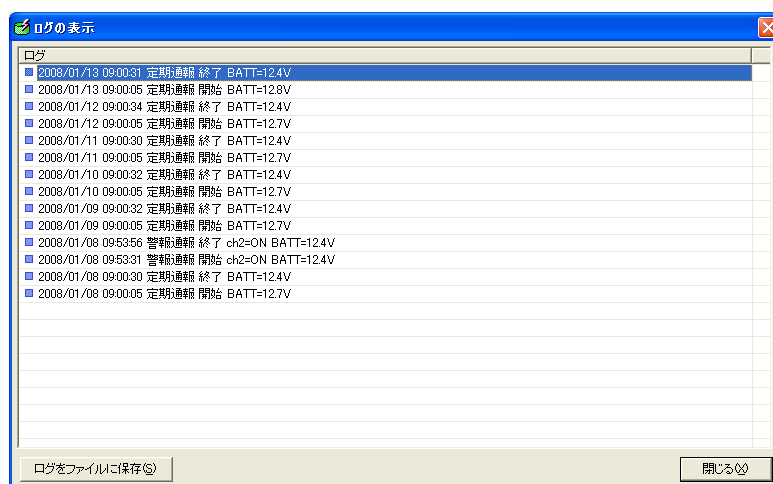 ログの表示
ログ
2008/01/13 09:00:31 定期通報 終了 BATT=12.4V
2008/01/13 09:00:05 定期通報 開始 BATT=12.8V
2008/01/12 09:00:34 定期通報 終了 BATT=12.4V
2008/01/12 09:00:05 定期通報 開始 BATT=12.7V
2008/01/11 09:00:30 定期通報 終了 BATT=12.4V
2008/01/11 09:00:05 定期通報 開始 BATT=12.7V
2008/01/10 09:00:32 定期通報 終了 BATT=12.4V
2008/01/10 09:00:05 定期通報 開始 BATT=12.7V
2008/01/09 09:00:32 定期通報 終了 BATT=12.4V
2008/01/09 09:00:05 定期通報 開始 BATT=12.7V
2008/01/08 09:53:56 警報通報 終了 ch2=ON BATT=12.4V
2008/01/08 09:53:31 警報通報 開始 ch2=ON BATT=12.4V
2008/01/08 09:00:30 定期通報 終了 BATT=12.4V
2008/01/08 09:00:05 定期通報 開始 BATT=12.7V
ログをファイルに保存(S) 閉じる(X)